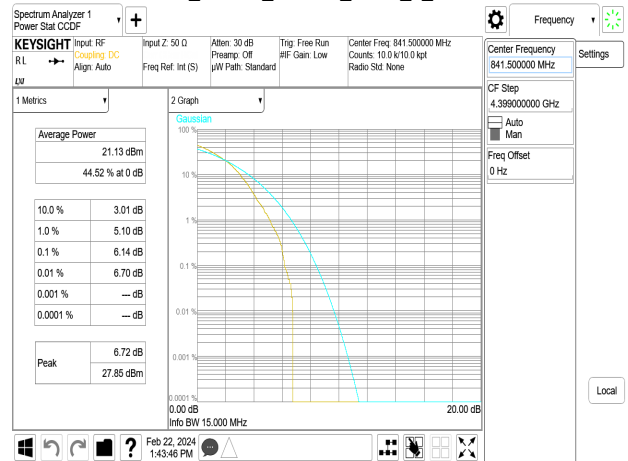 Spectrum Analyzer 1
Power Stat CCDF
Frequency
KEYSIGHT
R L
LXI
Input: RF
Coupling: DC
Align: Auto
Input Z: 50 Ω
Freq Ref: Int (S)
Atten: 30 dB
Preamp: Off
µW Path: Standard
Trig: Free Run
#IF Gain: Low
Center Freq: 841.500000 MHz
Counts: 10.0 k/10.0 kpt
Radio Std: None
Center Frequency
841.500000 MHz
Settings
CF Step
4.399000000 GHz
Auto
Man
Freq Offset
0 Hz
1 Metrics
Average Power
21.13 dBm
44.52 % at 0 dB
10.0 % 3.01 dB
1.0 % 5.10 dB
0.1 % 6.14 dB
0.01 % 6.70 dB
0.001 % --- dB
0.0001 % --- dB
Peak
6.72 dB
27.85 dBm
2 Graph
Gaussian
100 %
10 %
1 %
0.1 %
0.01 %
0.001 %
0.0001 %
0.00 dB 20.00 dB
Info BW 15.000 MHz
Local
?
Feb 22, 2024
1:43:46 PM